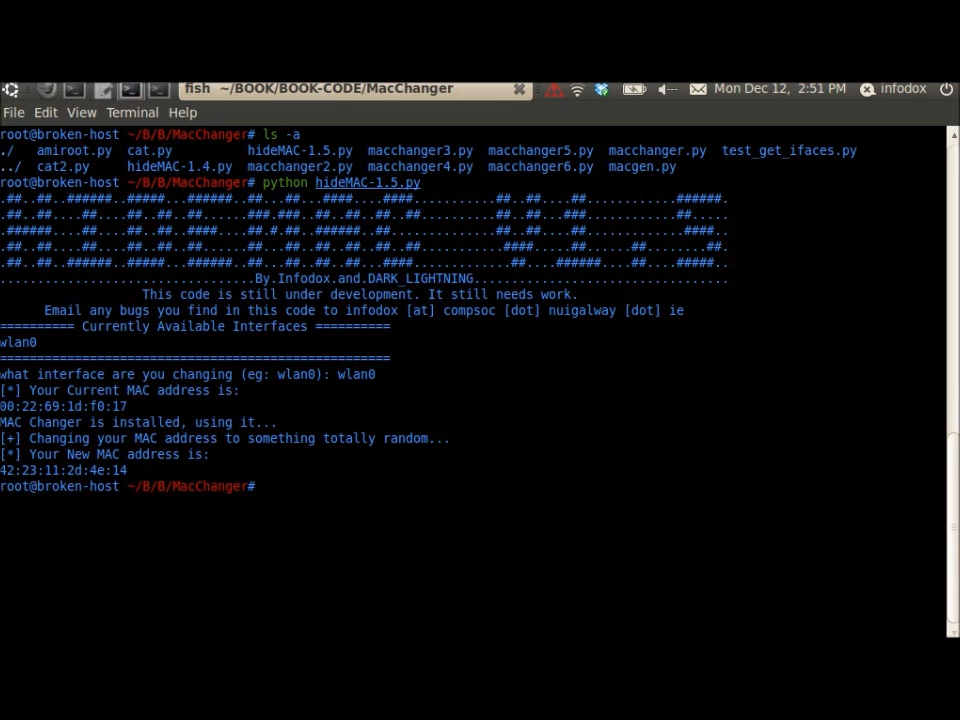 fish ~/BOOK/BOOK-CODE/MacChanger
Mon Dec 12, 2:51 PM infodox
File Edit View Terminal Help
root@broken-host ~/B/B/MacChanger# ls -a
./ amiroot.py cat.py hideMAC-1.5.py macchanger3.py macchanger5.py macchanger.py test_get_ifaces.py
../ cat2.py hideMAC-1.4.py macchanger2.py macchanger4.py macchanger6.py macgen.py
root@broken-host ~/B/B/MacChanger# python hideMAC-1.5.py
.##..##..######..#####...######..##...##...####....####...........##..##....##............######.
.##..##....##....##..##..##......###.###..##..##..##..##..........##..##...###............##.....
.######....##....##..##..####....##.#.##..######..##..............##..##....##.............####..
.##..##....##....##..##..##......##...##..##..##..##..##...........####.....##......##........##.
.##..##..######..#####...######..##...##..##..##...####.............##....######....##....#####..
..................................By.Infodox.and.DARK_LIGHTNING..................................
This code is still under development. It still needs work.
Email any bugs you find in this code to infodox [at] compsoc [dot] nuigalway [dot] ie
========== Currently Available Interfaces ==========
wlan0
====================================================
what interface are you changing (eg: wlan0): wlan0
[*] Your Current MAC address is:
00:22:69:1d:f0:17
MAC Changer is installed, using it...
[+] Changing your MAC address to something totally random...
[*] Your New MAC address is:
42:23:11:2d:4e:14
root@broken-host ~/B/B/MacChanger#